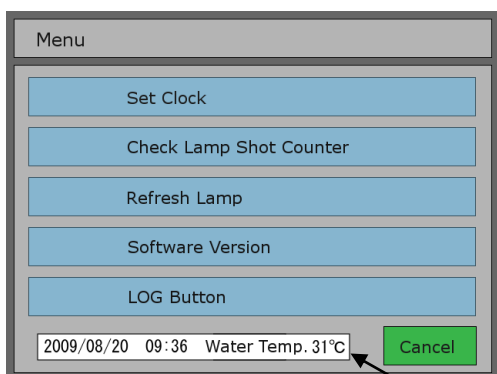 Menu
Set Clock
Check Lamp Shot Counter
Refresh Lamp
Software Version
LOG Button
2009/08/20 09:36 Water Temp. 31℃ Cancel